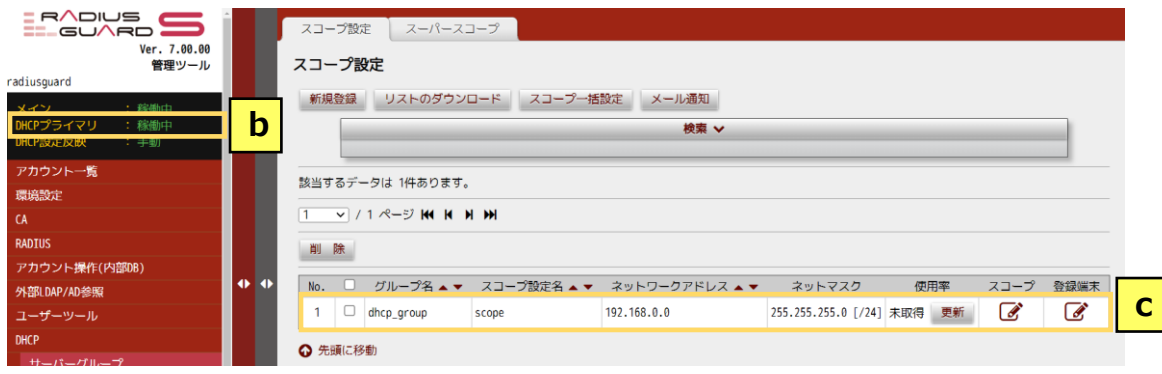 RADIUS
GUARD S
Ver. 7.00.00
管理ツール
radiusguard
メイン : 稼働中
DHCPプライマリ : 稼働中
DHCP設定反映 : 手動
b
アカウント一覧
環境設定
CA
RADIUS
アカウント操作(内部DB)
外部LDAP/AD参照
ユーザーツール
DHCP
サーバーグループ
スコープ設定 スーパースコープ
スコープ設定
新規登録 リストのダウンロード スコープ一括設定 メール通知
検索
該当するデータは 1件あります。
1 / 1 ページ
削 除
No. グループ名 ▲ ▼ スコープ設定名 ▲ ▼ ネットワークアドレス ▲ ▼ ネットマスク 使用率 スコープ 登録端末
1 dhcp_group scope 192.168.0.0 255.255.255.0 [/24] 未取得 更新
c
先頭に移動